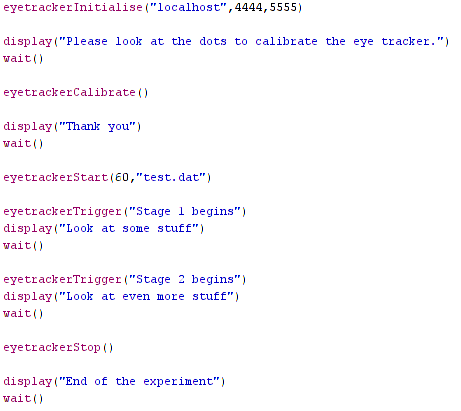 eyetrackerInitialise("localhost",4444,5555)
display("Please look at the dots to calibrate the eye tracker.")
wait()
eyetrackerCalibrate()
display("Thank you")
wait()
eyetrackerStart(60,"test.dat")
eyetrackerTrigger("Stage 1 begins")
display("Look at some stuff")
wait()
eyetrackerTrigger("Stage 2 begins")
display("Look at even more stuff")
wait()
eyetrackerStop()
display("End of the experiment")
wait()